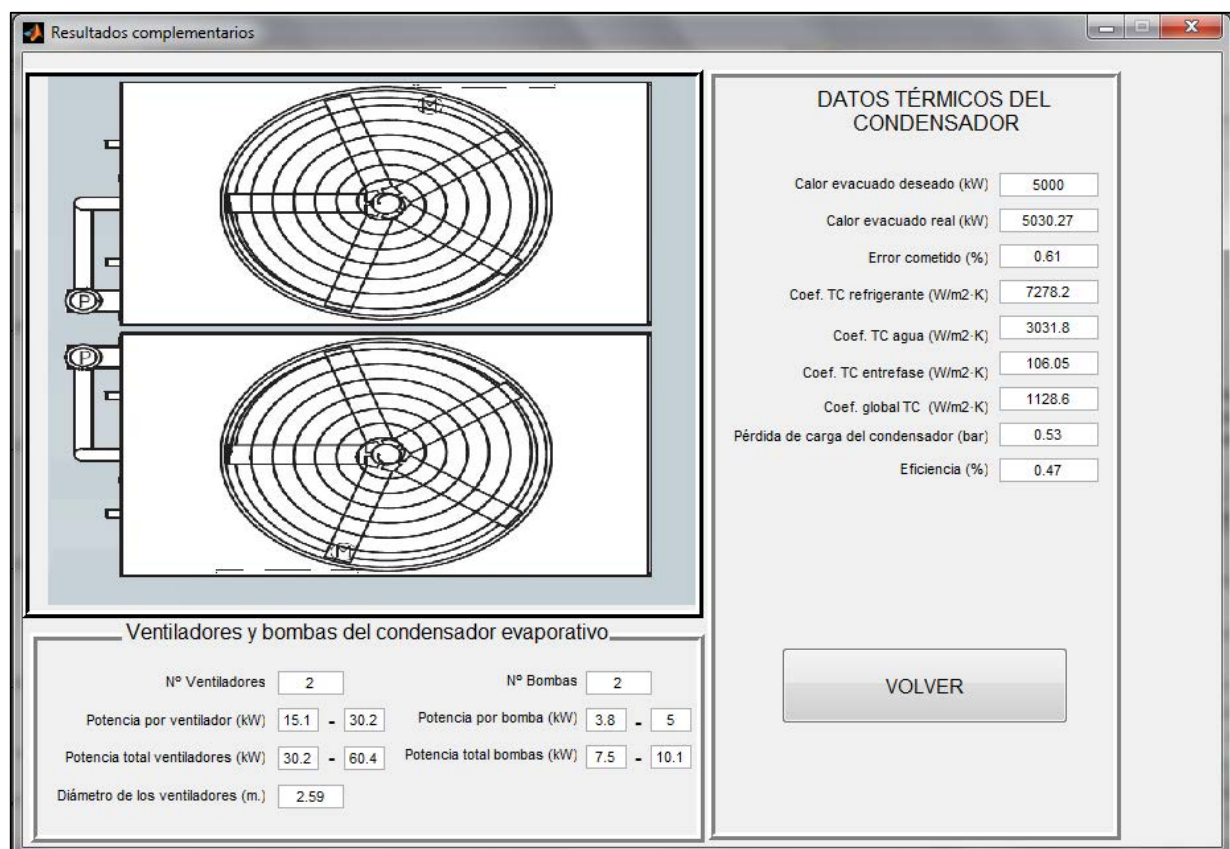 Resultados complementarios
M
P
P
M
Ventiladores y bombas del condensador evaporativo
Nº Ventiladores 2 Nº Bombas 2
Potencia por ventilador (kW) 15.1 - 30.2 Potencia por bomba (kW) 3.8 - 5
Potencia total ventiladores (kW) 30.2 - 60.4 Potencia total bombas (kW) 7.5 - 10.1
Diámetro de los ventiladores (m.) 2.59
DATOS TÉRMICOS DEL
CONDENSADOR
Calor evacuado deseado (kW) 5000
Calor evacuado real (kW) 5030.27
Error cometido (%) 0.61
Coef. TC refrigerante (W/m2·K) 7278.2
Coef. TC agua (W/m2·K) 3031.8
Coef. TC entrefase (W/m2·K) 106.05
Coef. global TC (W/m2·K) 1128.6
Pérdida de carga del condensador (bar) 0.53
Eficiencia (%) 0.47
VOLVER